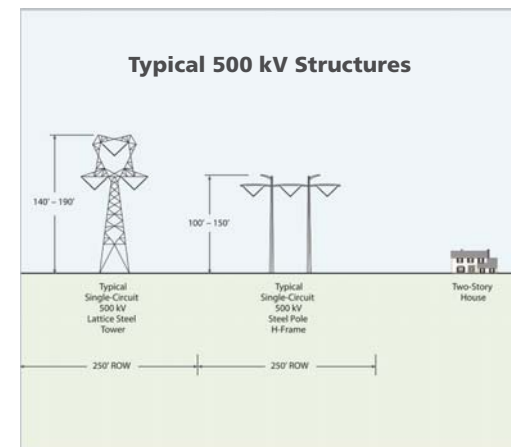 Typical 500 kV Structures
140' – 190'
100' – 150'
Typical
Single-Circuit
500 kV
Lattice Steel
Tower
Typical
Single-Circuit
500 kV
Steel Pole
H-Frame
Two-Story
House
250' ROW
250' ROW